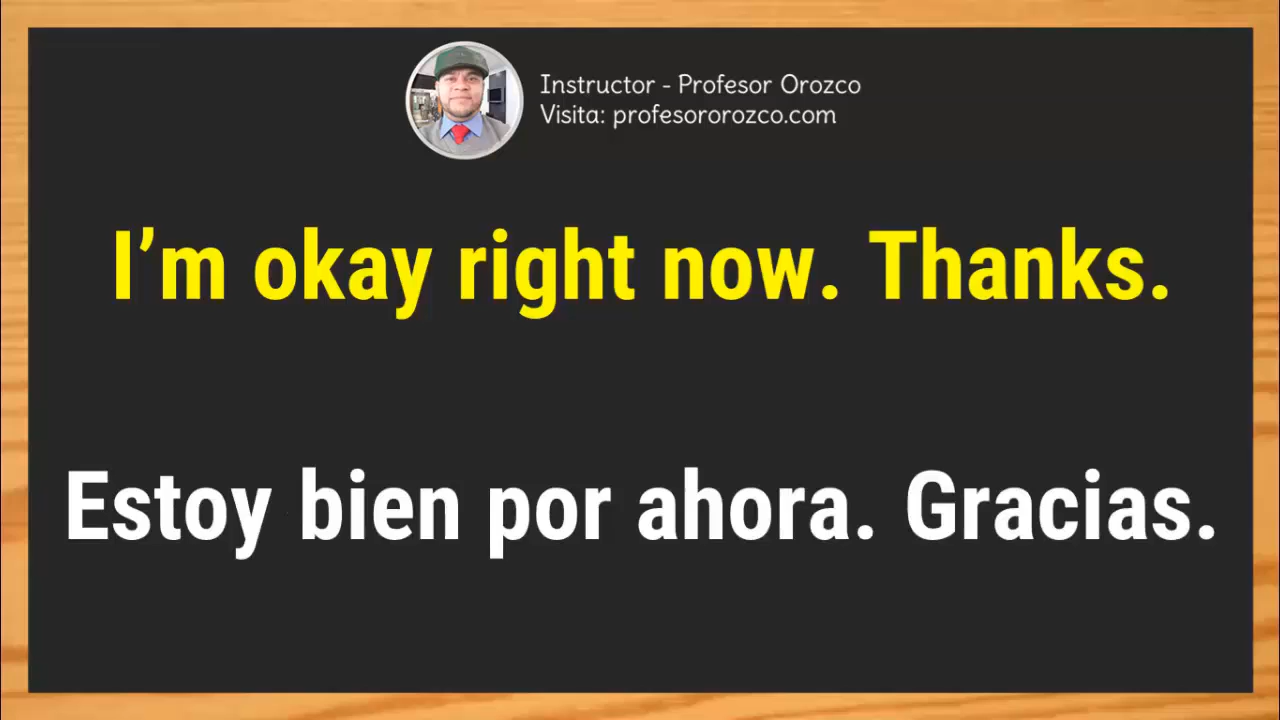 Instructor - Profesor Orozco
Visita: profesororozco.com
I’m okay right now. Thanks.
Estoy bien por ahora. Gracias.